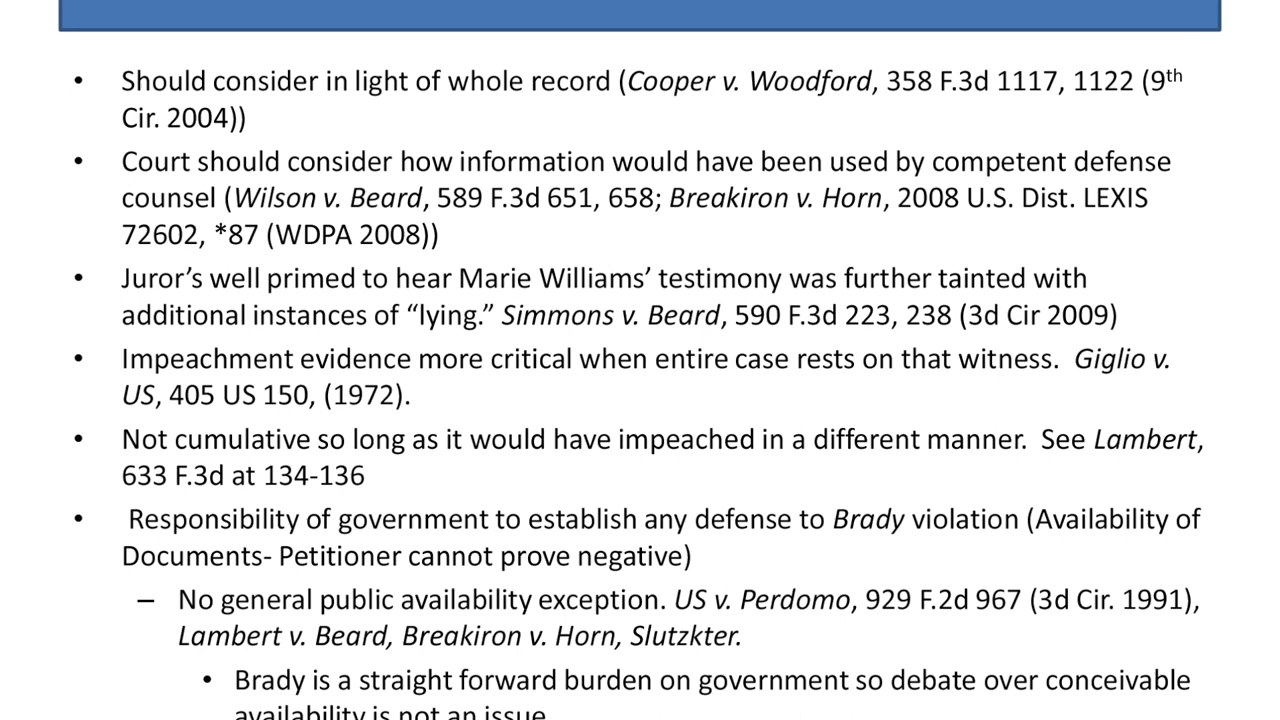 • Should consider in light of whole record (Cooper v. Woodford, 358 F.3d 1117, 1122 (9th
Cir. 2004))
• Court should consider how information would have been used by competent defense
counsel (Wilson v. Beard, 589 F.3d 651, 658; Breakiron v. Horn, 2008 U.S. Dist. LEXIS
72602, *87 (WDPA 2008))
• Juror’s well primed to hear Marie Williams’ testimony was further tainted with
additional instances of “lying.” Simmons v. Beard, 590 F.3d 223, 238 (3d Cir 2009)
• Impeachment evidence more critical when entire case rests on that witness.  Giglio v.
US, 405 US 150, (1972).
• Not cumulative so long as it would have impeached in a different manner.  See Lambert,
633 F.3d at 134-136
• Responsibility of government to establish any defense to Brady violation (Availability of
Documents- Petitioner cannot prove negative)
– No general public availability exception. US v. Perdomo, 929 F.2d 967 (3d Cir. 1991),
Lambert v. Beard, Breakiron v. Horn, Slutzkter.
• Brady is a straight forward burden on government so debate over conceivable
availability is not an issue